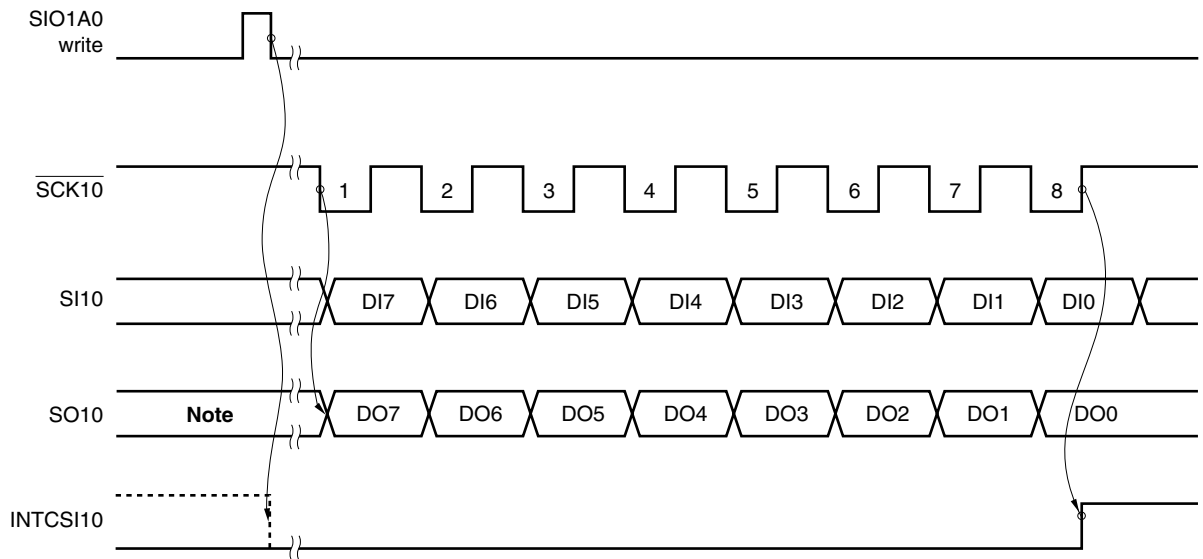 SIO1A0
write
SCK10
1 2 3 4 5 6 7 8
SI10
DI7 DI6 DI5 DI4 DI3 DI2 DI1 DI0
SO10
Note DO7 DO6 DO5 DO4 DO3 DO2 DO1 DO0
INTCSI10